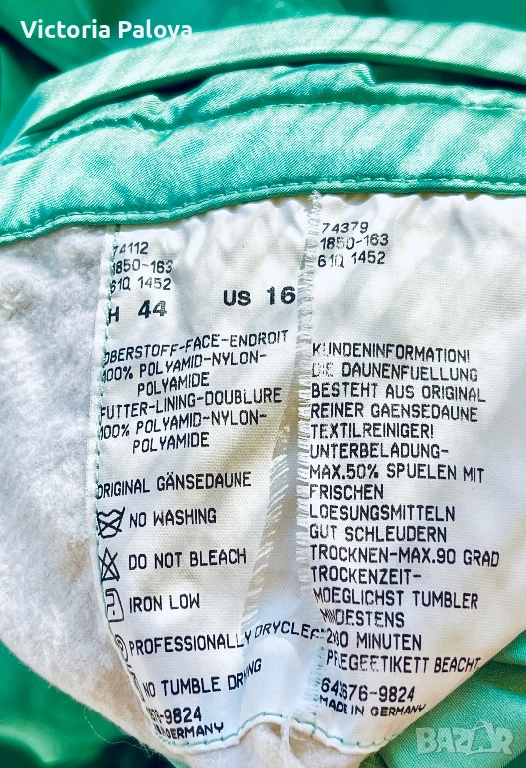 Victoria Palova
74112
1850-163
61Q 1452
H 44 US 16
OBERSTOFF-FACE-ENDROIT
100% POLYAMID-NYLON-
POLYAMIDE
FUTTER-LINING-DOUBLURE
100% POLYAMID-NYLON-
POLYAMIDE
ORIGINAL GÄNSEDAUNE
NO WASHING
DO NOT BLEACH
IRON LOW
PROFESSIONALLY
NO TUMBLE DRYING
676-9824
IN GERMANY
74379
1850-163
61Q 1452
KUNDENINFORMATION!
DIE DAUNENFUELLUNG
BESTEHT AUS ORIGINAL
REINER GAENSEDAUNE
TEXTILREINIGER!
UNTERBELADUNG-
MAX.50% SPUELEN MIT
FRISCHEN
LOESUNGSMITTELN
GUT SCHLEUDERN
TROCKNEN-MAX.90 GRAD
TROCKENZEIT-
MOEGLICHST TUMBLER
MINDESTENS
MINUTEN
PFLEGEETIKETT BEACHT
9824
MADE IN GERMANY
BAZAR